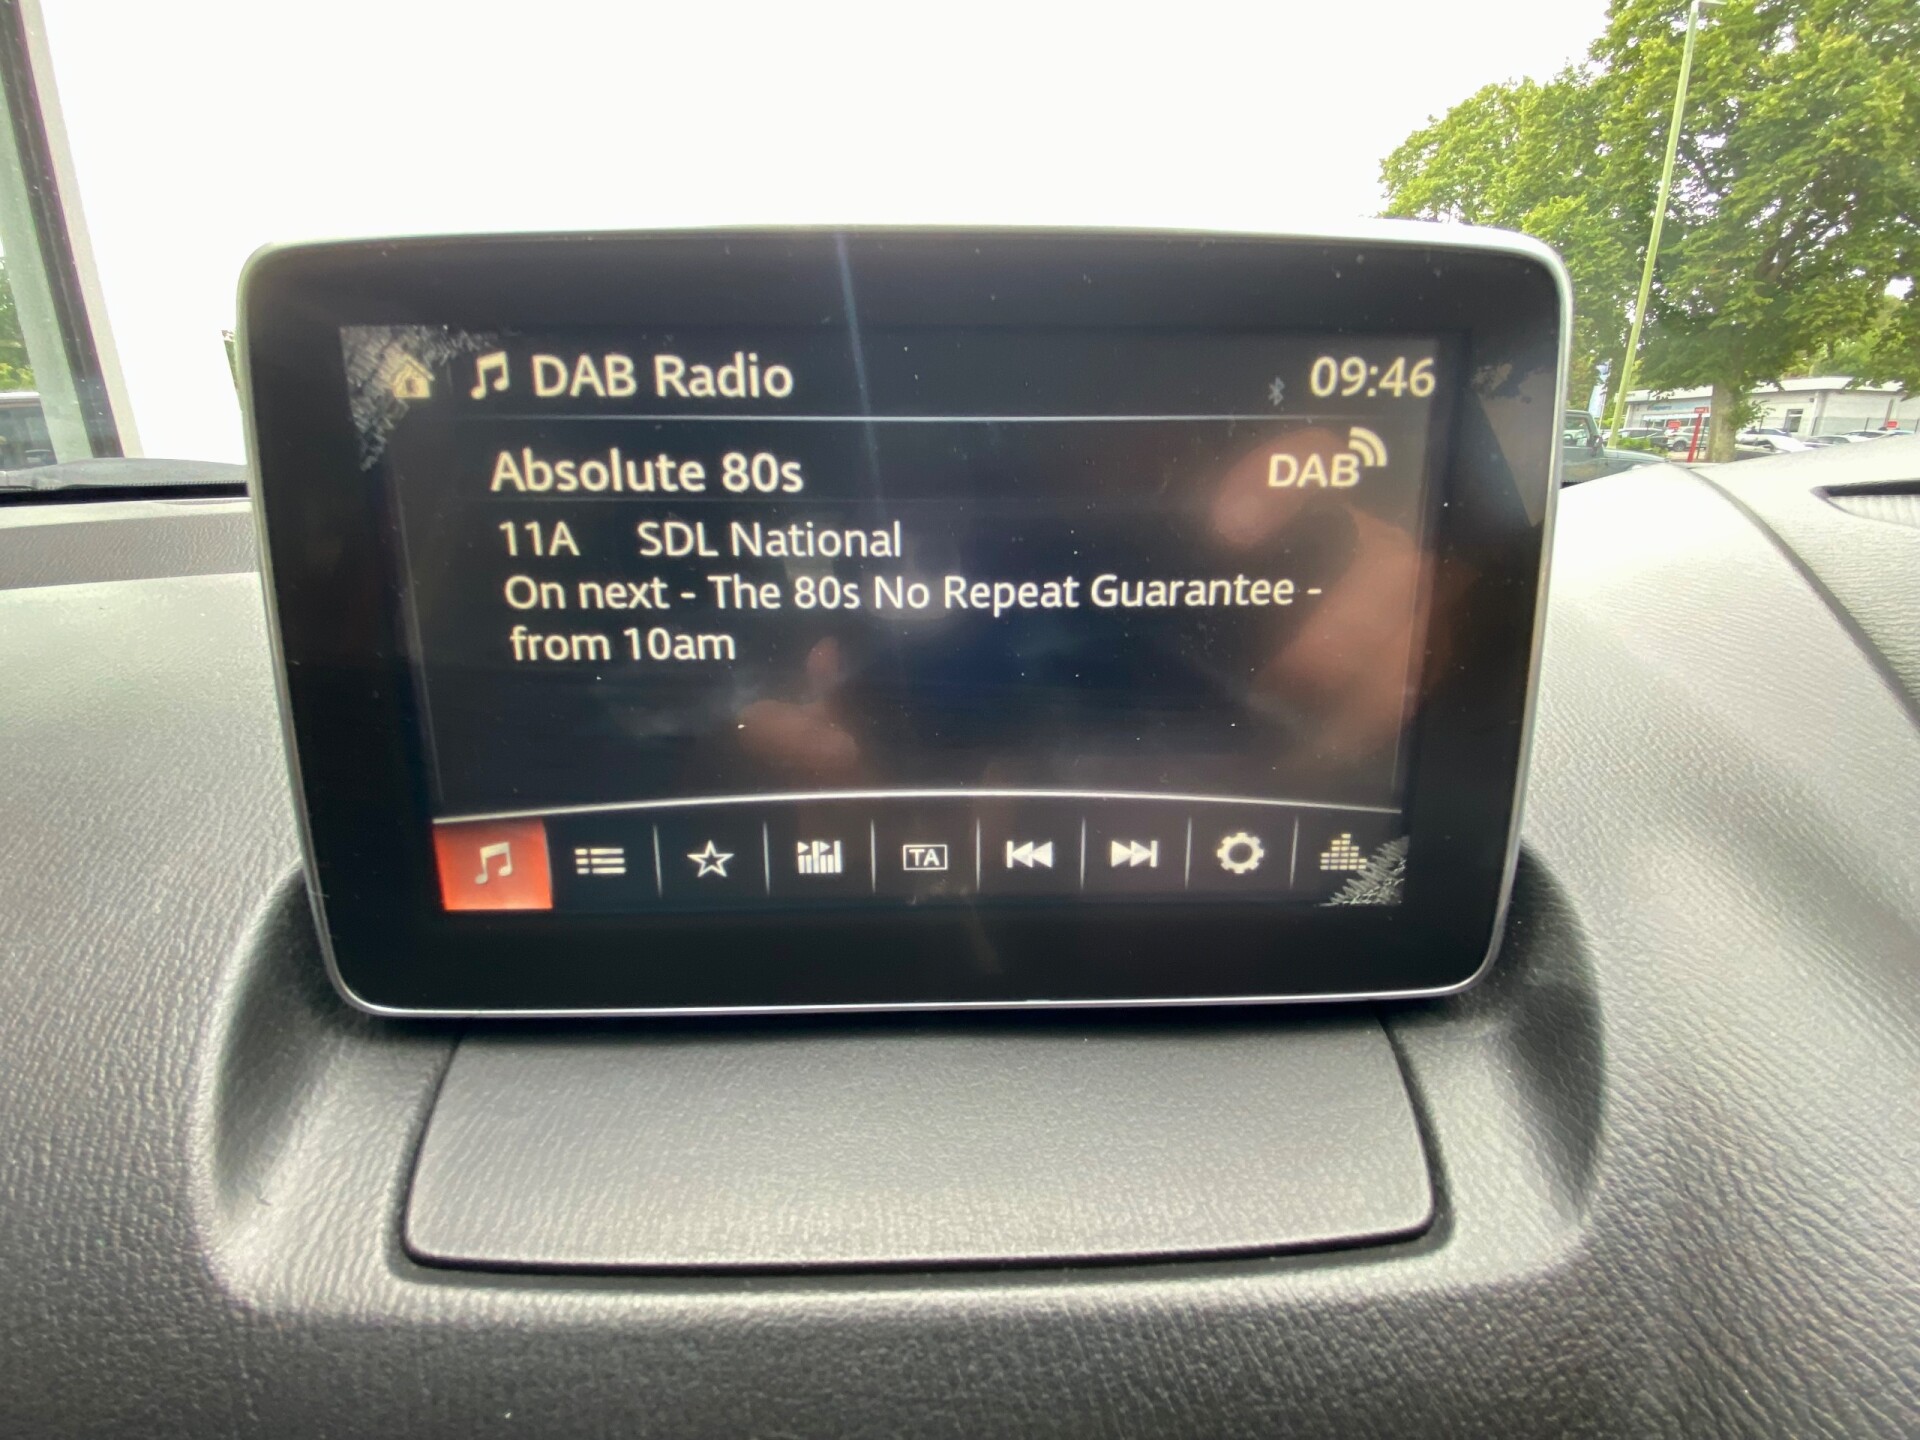 DAB Radio 09:46
Absolute 80s DAB
11A SDL National
On next - The 80s No Repeat Guarantee -
from 10am
TA